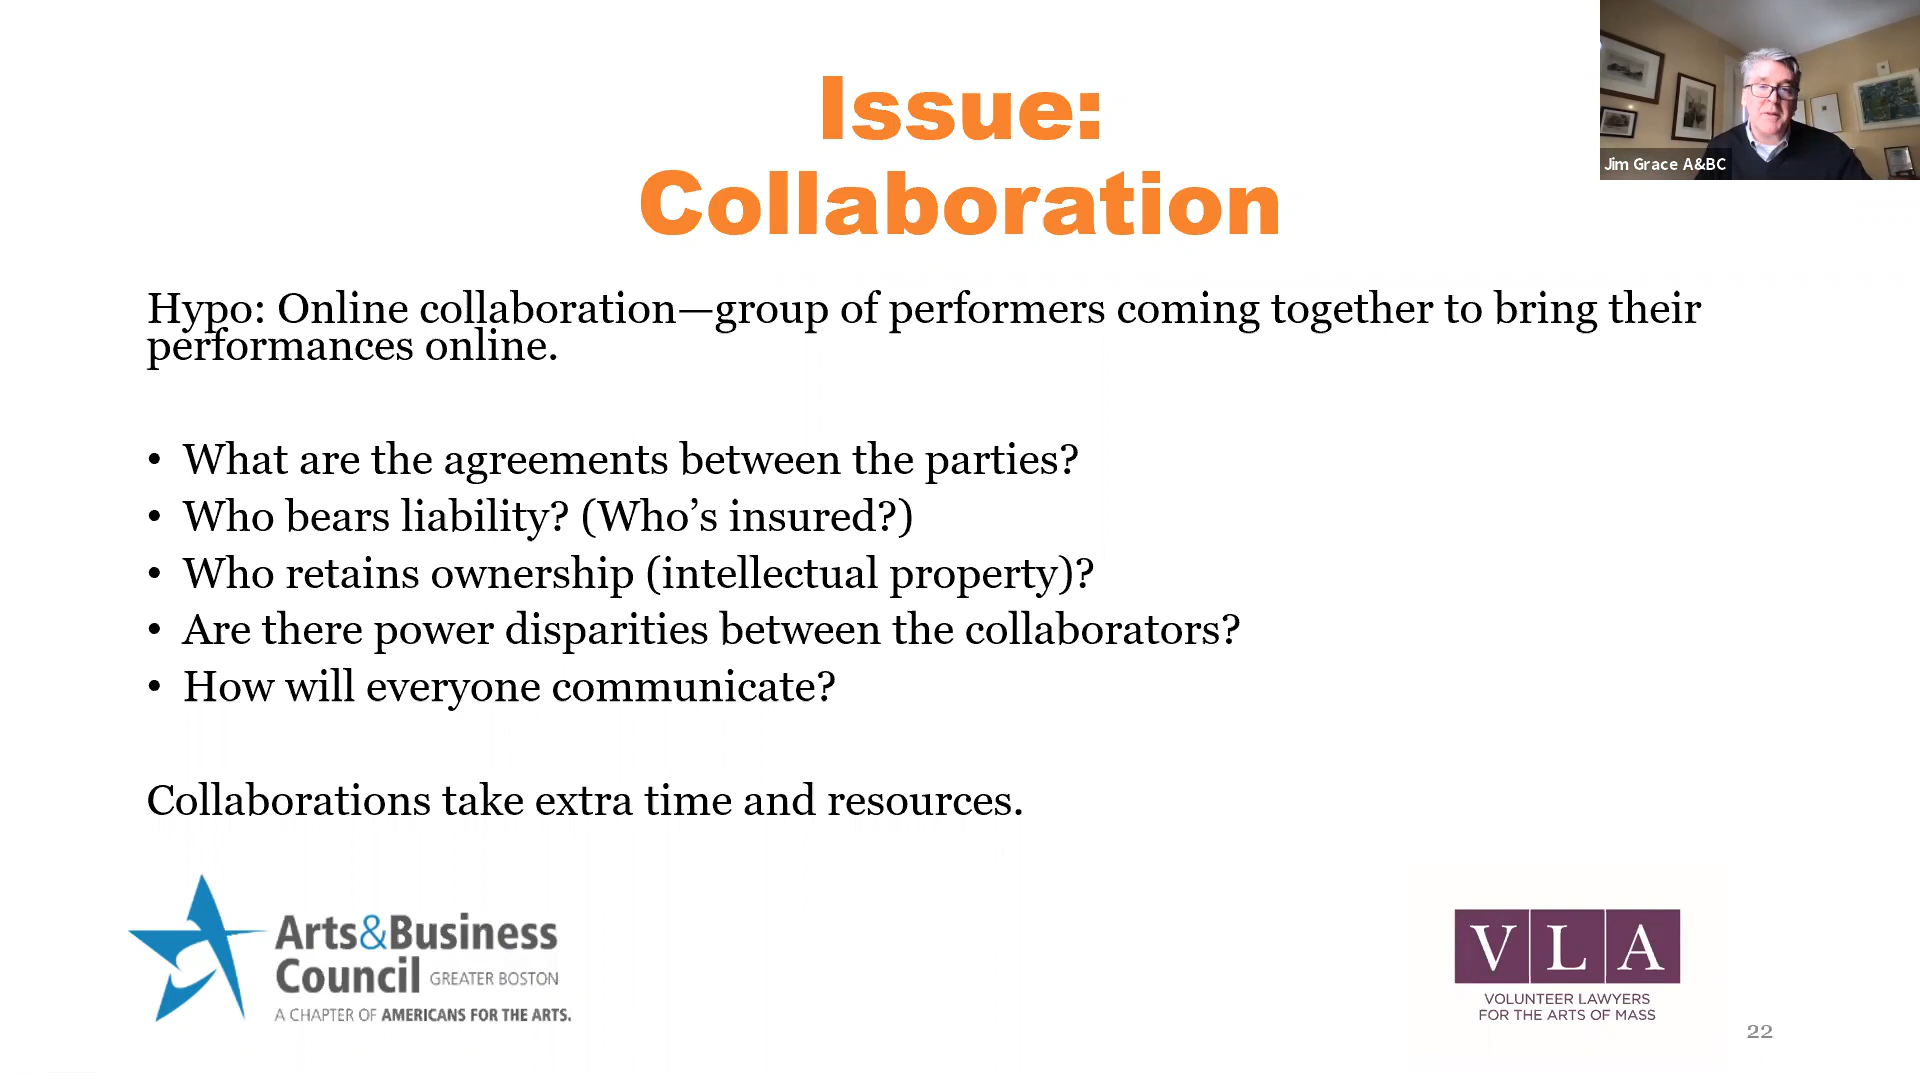 Issue:
Collaboration
Jim Grace A&BC
Hypo: Online collaboration—group of performers coming together to bring their
performances online.
• What are the agreements between the parties?
• Who bears liability? (Who’s insured?)
• Who retains ownership (intellectual property)?
• Are there power disparities between the collaborators?
• How will everyone communicate?
Collaborations take extra time and resources.
Arts&Business
Council GREATER BOSTON
A CHAPTER OF AMERICANS FOR THE ARTS.
VLA
VOLUNTEER LAWYERS
FOR THE ARTS OF MASS
22